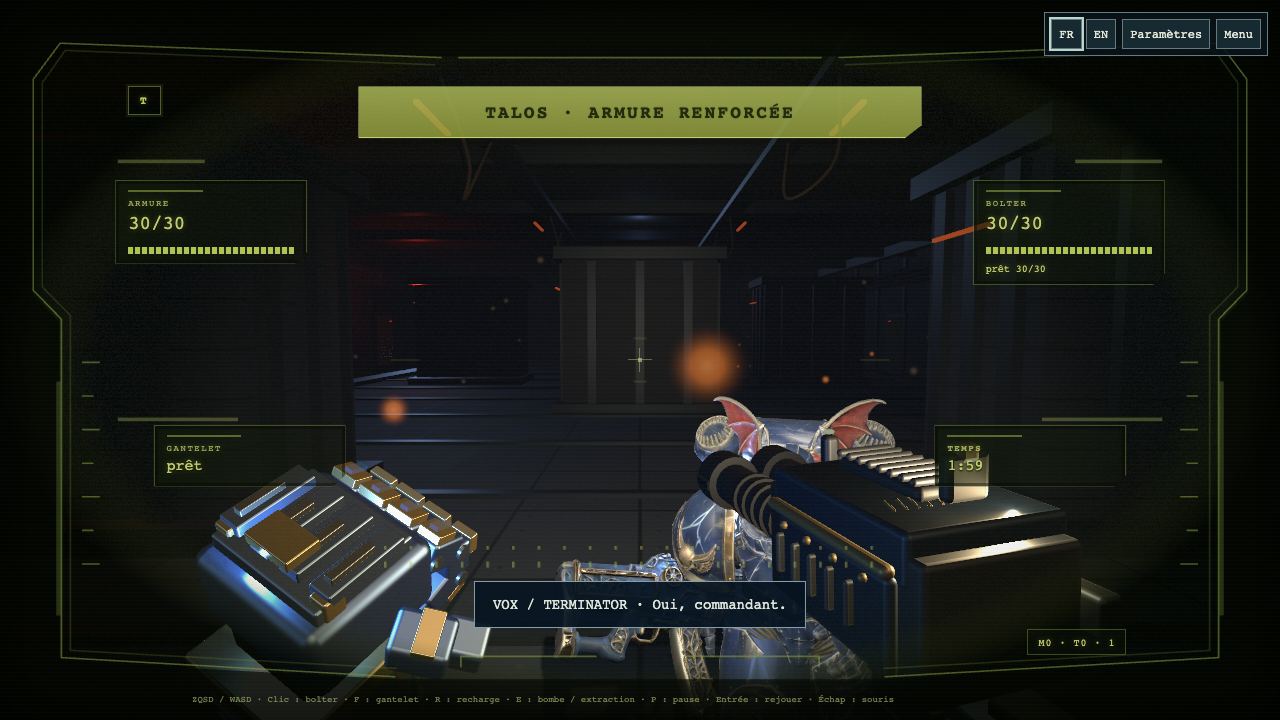 FR EN Paramètres Menu
T
TALOS · ARMURE RENFORCÉE
ARMURE
30/30
BOLTER
30/30
prêt 30/30
GANTELET
prêt
TEMPS
1:59
VOX / TERMINATOR · Oui, commandant.
M0 · T0 · 1
ZQSD / WASD · Clic : bolter · F : gantelet · R : recharge · E : bombe / extraction · P : pause · Entrée : rejouer · Échap : souris